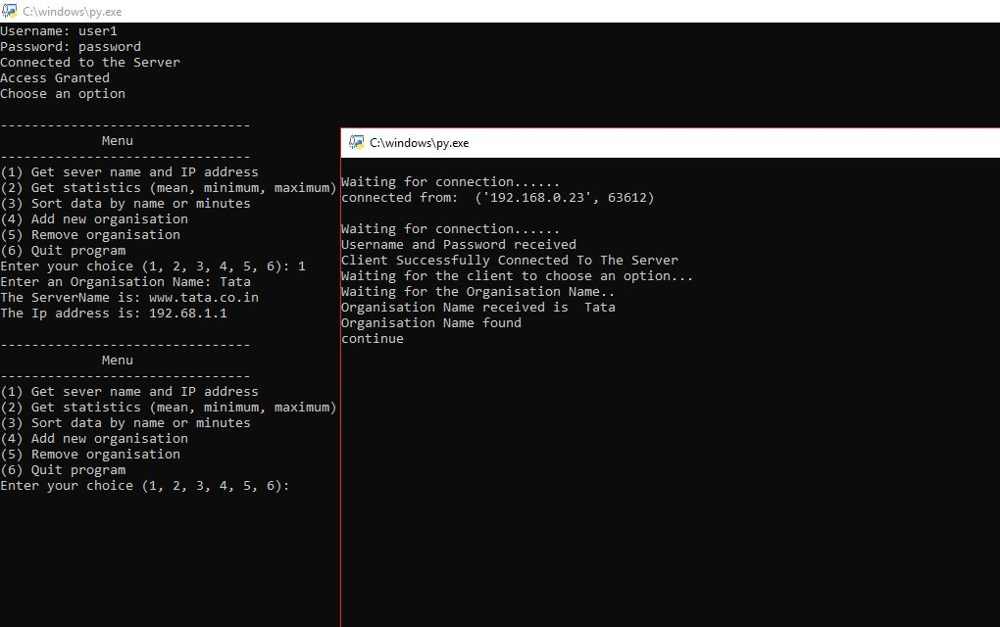 C:\windows\py.exe
Username: user1
Password: password
Connected to the Server
Access Granted
Choose an option
--------------------------------
Menu
--------------------------------
(1) Get sever name and IP address
(2) Get statistics (mean, minimum, maximum)
(3) Sort data by name or minutes
(4) Add new organisation
(5) Remove organisation
(6) Quit program
Enter your choice (1, 2, 3, 4, 5, 6): 1
Enter an Organisation Name: Tata
The ServerName is: www.tata.co.in
The Ip address is: 192.68.1.1
--------------------------------
Menu
--------------------------------
(1) Get sever name and IP address
(2) Get statistics (mean, minimum, maximum)
(3) Sort data by name or minutes
(4) Add new organisation
(5) Remove organisation
(6) Quit program
Enter your choice (1, 2, 3, 4, 5, 6):
C:\windows\py.exe
Waiting for connection......
connected from:  ('192.168.0.23', 63612)
Waiting for connection......
Username and Password received
Client Successfully Connected To The Server
Waiting for the client to choose an option...
Waiting for the Organisation Name..
Organisation Name received is  Tata
Organisation Name found
continue